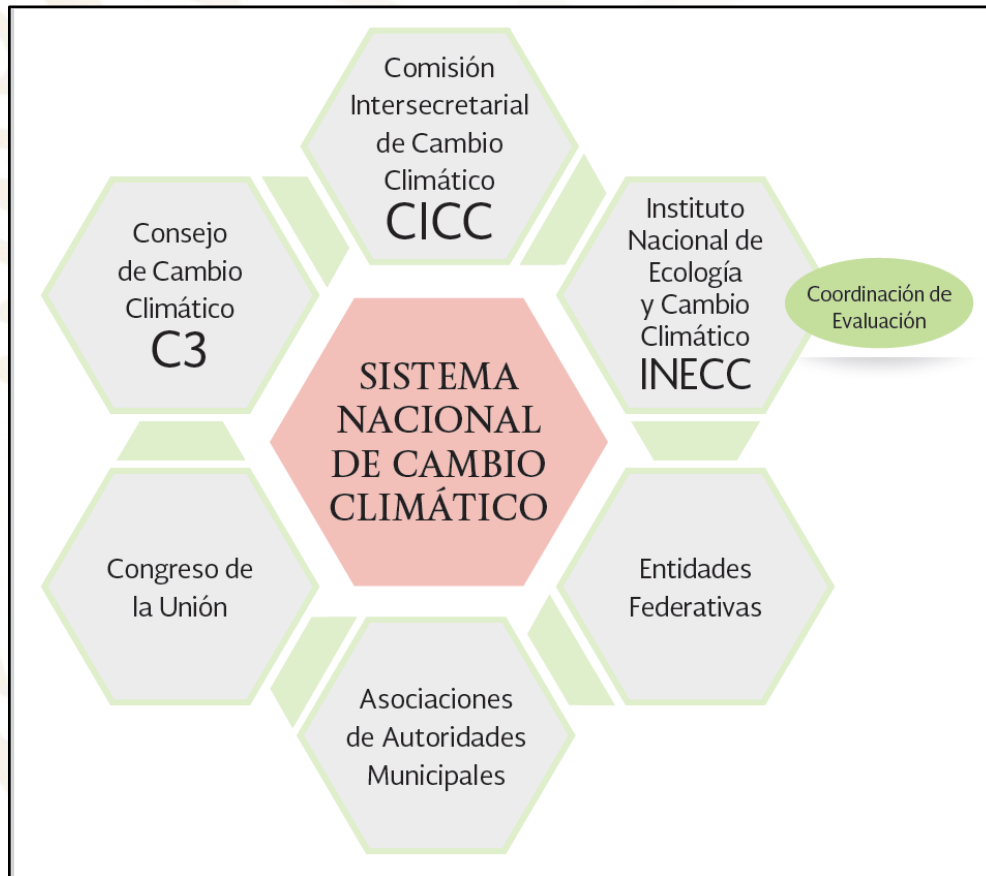 Comisión
Intersecretarial
de Cambio
Climático
CICC
Consejo
de Cambio
Climático
C3
Instituto
Nacional de
Ecología
y Cambio
Climático
INECC
Coordinación de
Evaluación
SISTEMA
NACIONAL
DE CAMBIO
CLIMÁTICO
Congreso de
la Unión
Entidades
Federativas
Asociaciones
de Autoridades
Municipales